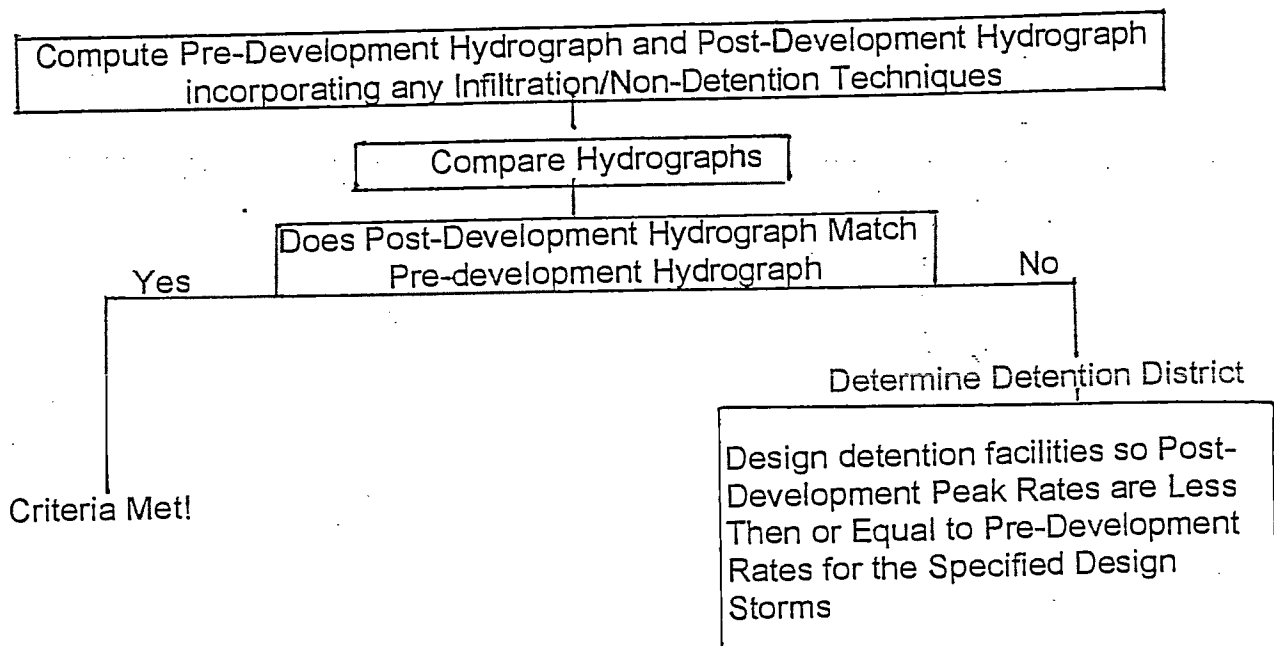 Compute Pre-Development Hydrograph and Post-Development Hydrograph
incorporating any Infiltration/Non-Detention Techniques
Compare Hydrographs
Does Post-Development Hydrograph Match
Pre-development Hydrograph
Yes
No
Determine Detention District
Design detention facilities so Post-
Development Peak Rates are Less
Then or Equal to Pre-Development
Rates for the Specified Design
Storms
Criteria Met!